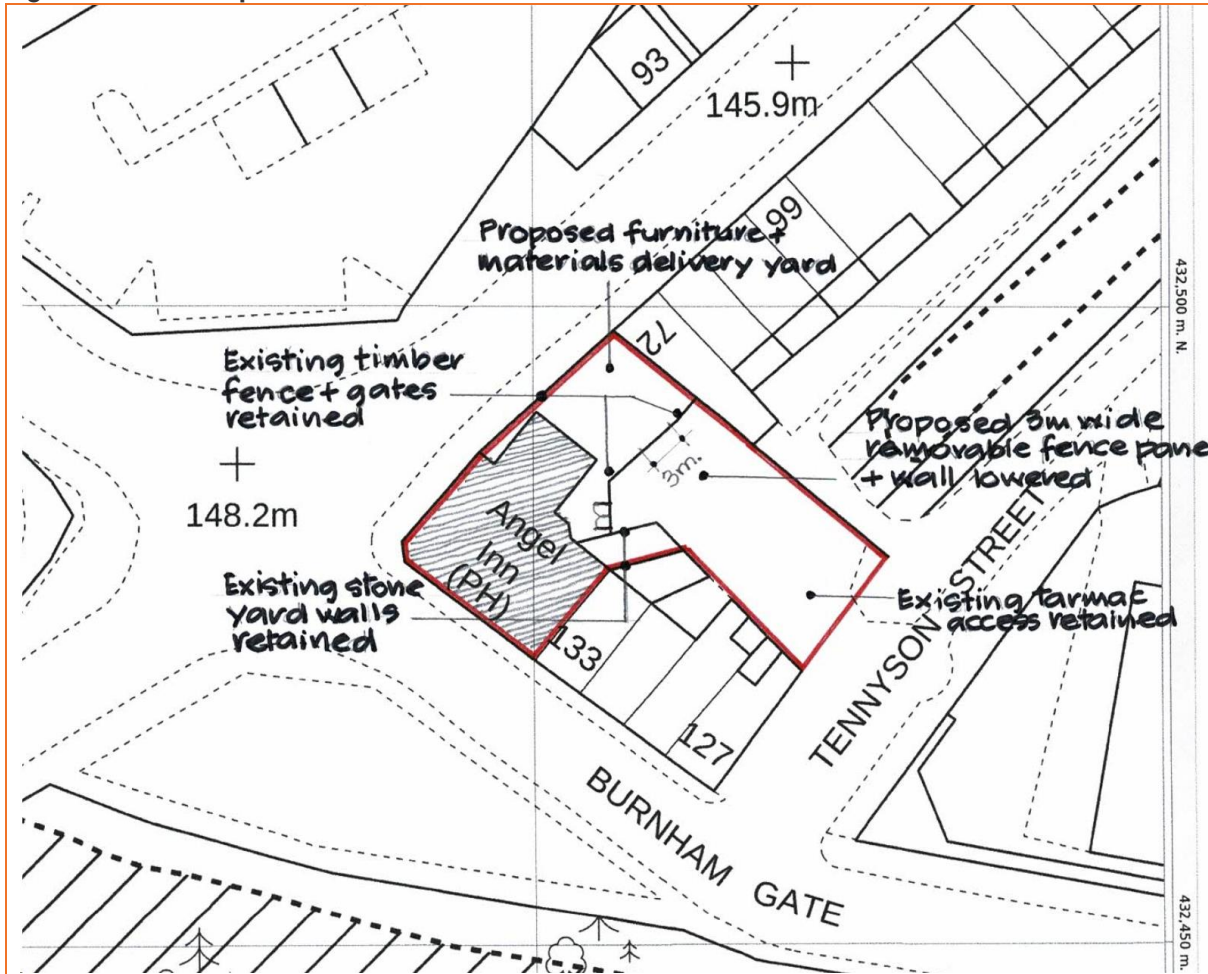 93
145.9m
99
Proposed furniture +
materials delivery yard
432,500 m. N.
72
Existing timber
fence + gates
retained
Proposed 3m wide
removable fence pane
+ wall lowered
3m.
148.2m
Angel
Inn
(PH)
Existing stone
yard walls
retained
Existing tarmac
access retained
133
TENNYSON STREET
127
BURNHAM GATE
432,450 m.